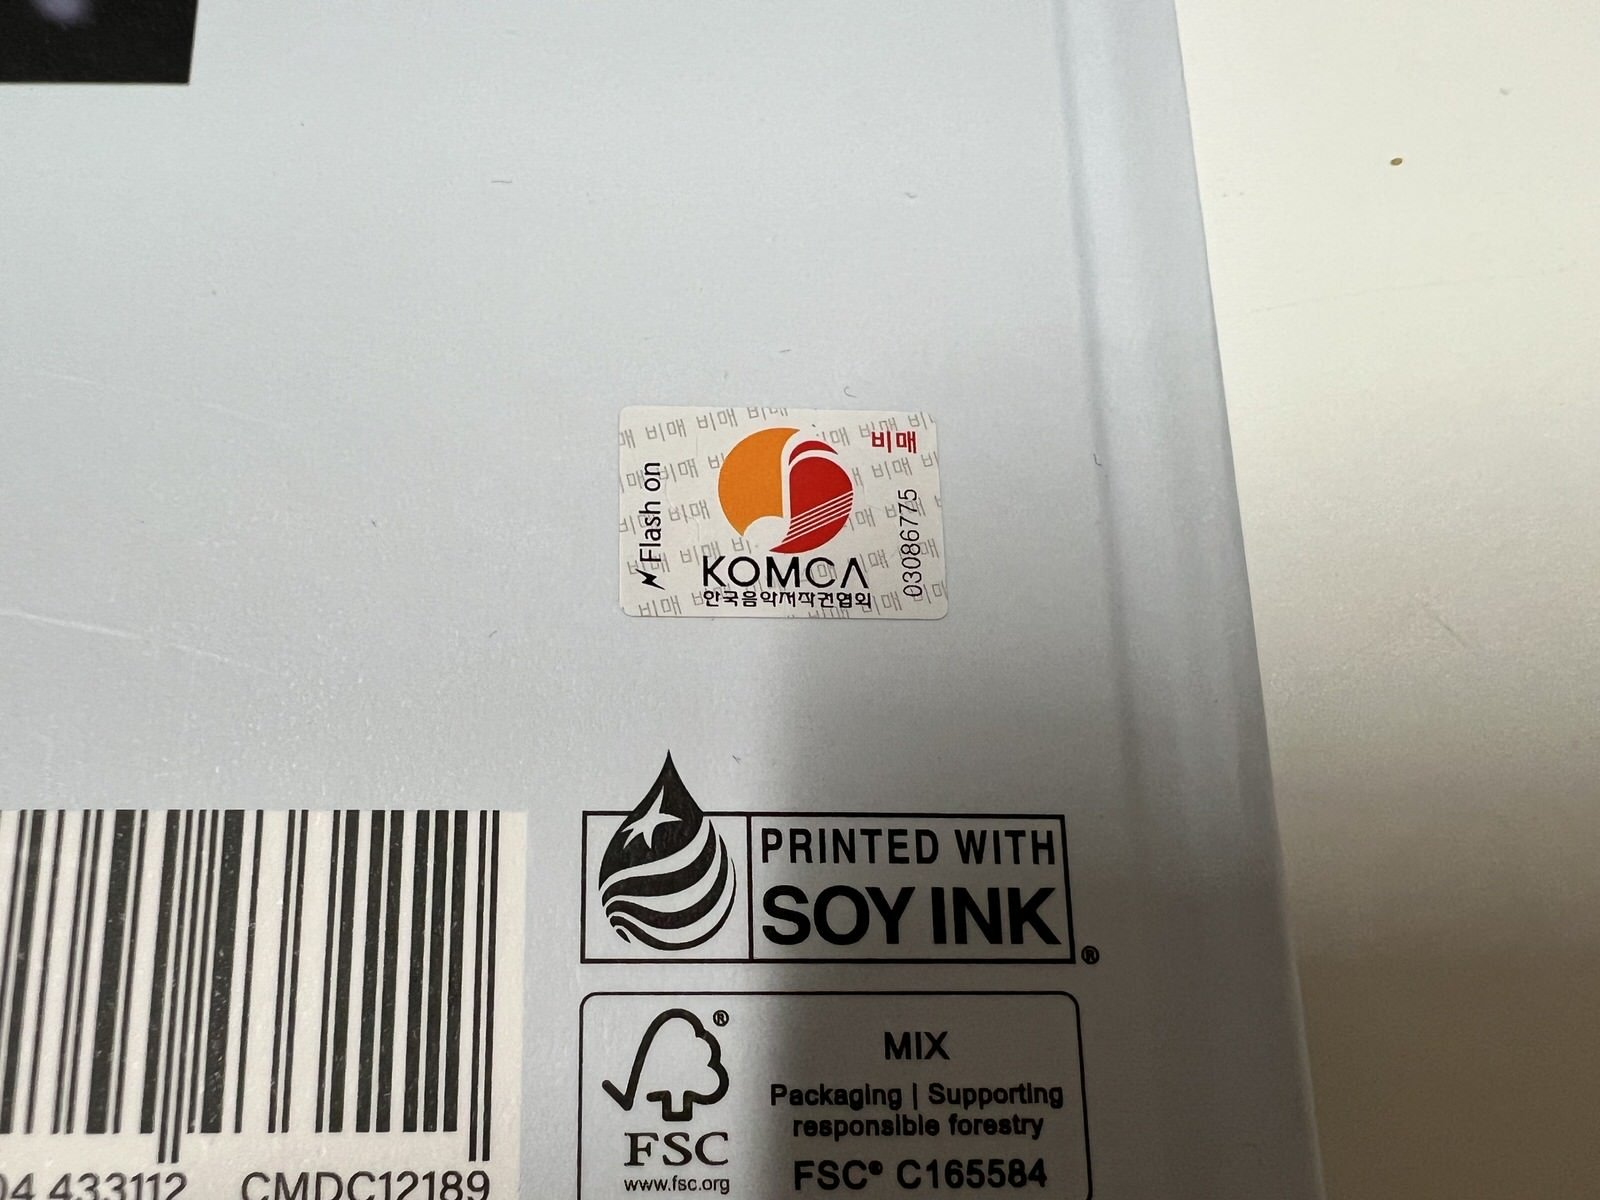 비매
Flash on
03086775
KOMCA
한국음악저작권협회
PRINTED WITH
SOY INK
®
®
MIX
Packaging | Supporting
responsible forestry
FSC
www.fsc.org
FSC® C165584
04 433112 CMDC12189